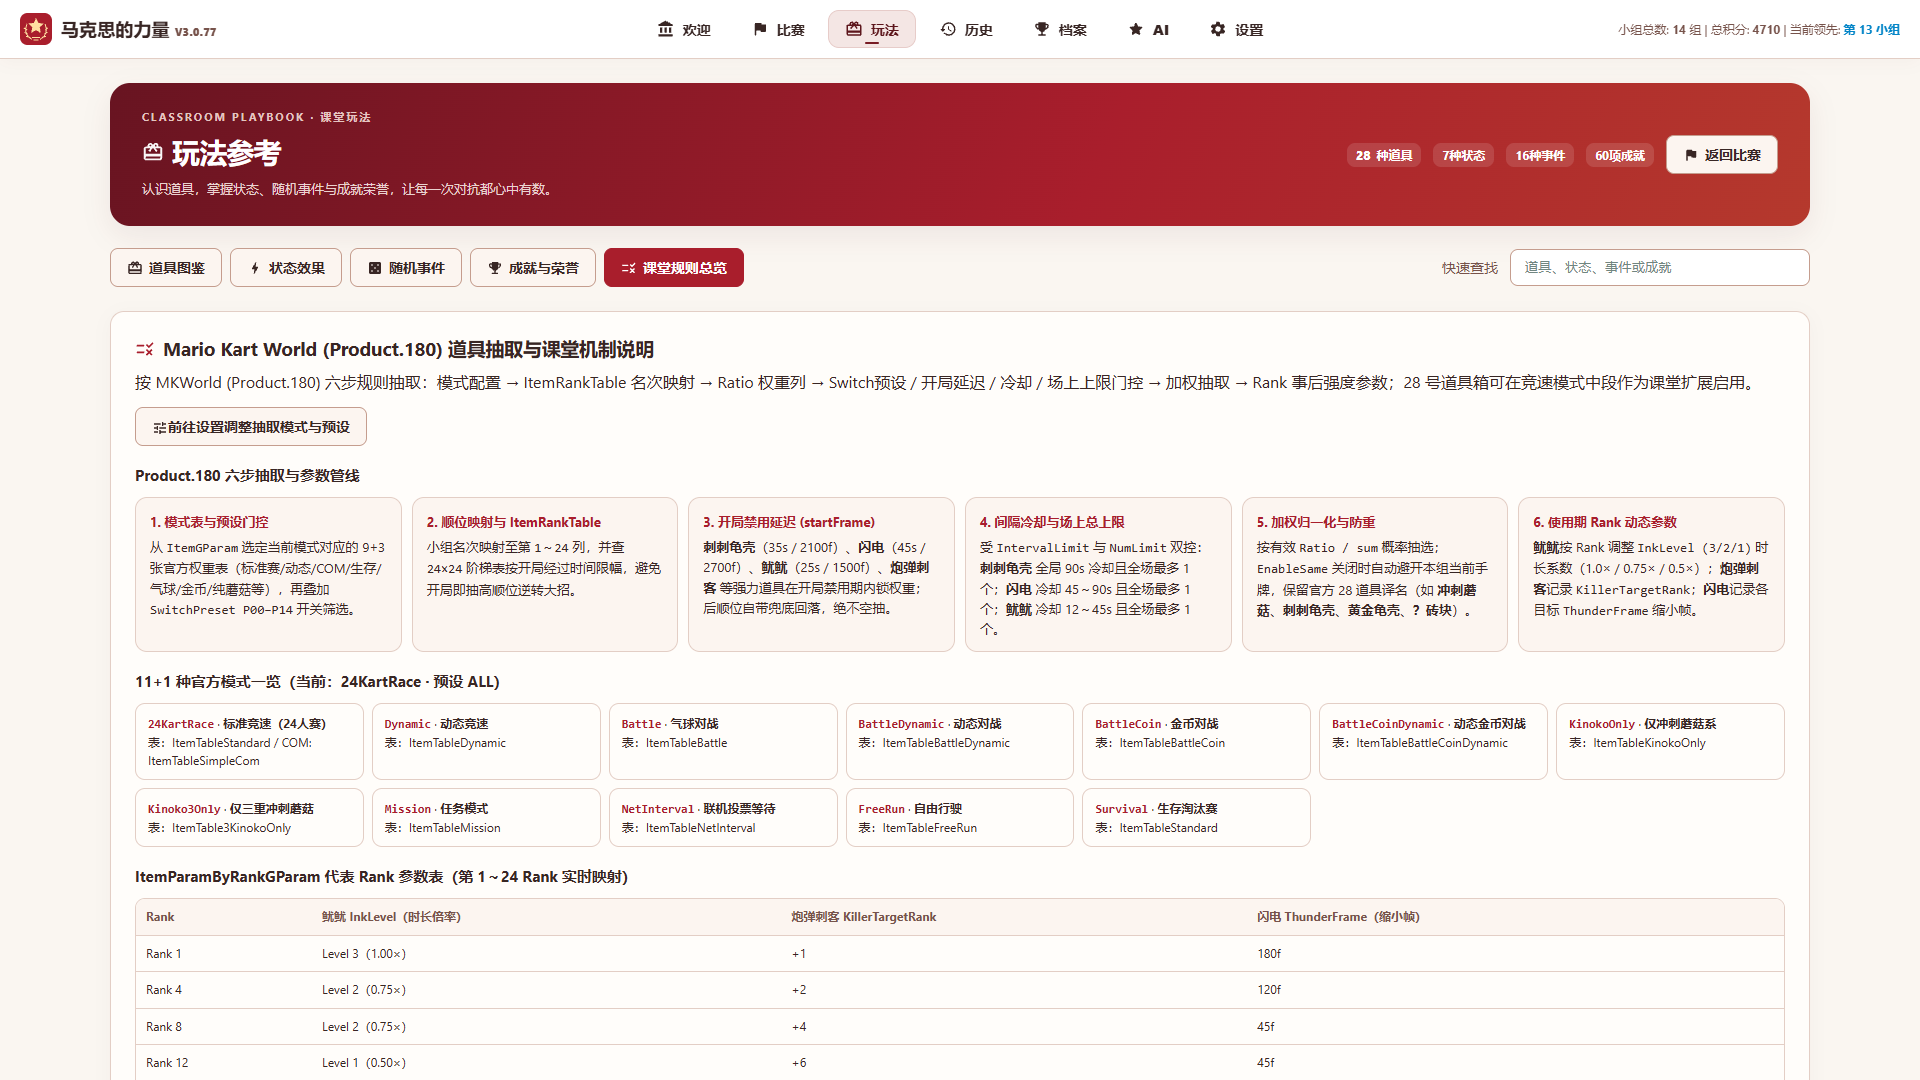 马克思的力量 V3.0.77
欢迎
比赛
玩法
历史
档案
AI
设置
小组总数: 14 组 | 总积分: 4710 | 当前领先: 第 13 小组
CLASSROOM PLAYBOOK · 课堂玩法
玩法参考
认识道具，掌握状态、随机事件与成就荣誉，让每一次对抗都心中有数。
28 种道具
7种状态
16种事件
60项成就
返回比赛
道具图鉴
状态效果
随机事件
成就与荣誉
课堂规则总览
快速查找
道具、状态、事件或成就
Mario Kart World (Product.180) 道具抽取与课堂机制说明
按 MKWorld (Product.180) 六步规则抽取：模式配置 → ItemRankTable 名次映射 → Ratio 权重列 → Switch预设 / 开局延迟 / 冷却 / 场上上限门控 → 加权抽取 → Rank 事后强度参数；28 号道具箱可在竞速模式中段作为课堂扩展启用。
前往设置调整抽取模式与预设
Product.180 六步抽取与参数管线
1. 模式表与预设门控
从 ItemGParam 选定当前模式对应的 9+3
张官方权重表（标准赛/动态/COM/生存/
气球/金币/纯蘑菇等），再叠加
SwitchPreset P00–P14 开关筛选。
2. 顺位映射与 ItemRankTable
小组名次映射至第 1～24 列，并查
24×24 阶梯表按开局经过时间限幅，避免
开局即抽高顺位逆转大招。
3. 开局禁用延迟 (startFrame)
刺刺龟壳（35s / 2100f）、闪电（45s /
2700f）、鱿鱿（25s / 1500f）、炮弹刺
客 等强力道具在开局禁用期内锁权重；
后顺位自带兜底回落，绝不空抽。
4. 间隔冷却与场上总上限
受 IntervalLimit 与 NumLimit 双控：
刺刺龟壳 全局 90s 冷却且全场最多 1
个；闪电 冷却 45～90s 且全场最多 1
个；鱿鱿 冷却 12～45s 且全场最多 1
个。
5. 加权归一化与防重
按有效 Ratio / sum 概率抽选；
EnableSame 关闭时自动避开本组当前手
牌，保留官方 28 道具译名（如 冲刺蘑
菇、刺刺龟壳、黄金龟壳、？砖块）。
6. 使用期 Rank 动态参数
鱿鱿按 Rank 调整 InkLevel (3/2/1) 时
长系数（1.0× / 0.75× / 0.5×）；炮弹刺
客记录 KillerTargetRank；闪电记录各
目标 ThunderFrame 缩小帧。
11+1 种官方模式一览（当前：24KartRace · 预设 ALL）
24KartRace · 标准竞速（24人赛）
表：ItemTableStandard / COM:
ItemTableSimpleCom
Dynamic · 动态竞速
表：ItemTableDynamic
Battle · 气球对战
表：ItemTableBattle
BattleDynamic · 动态对战
表：ItemTableBattleDynamic
BattleCoin · 金币对战
表：ItemTableBattleCoin
BattleCoinDynamic · 动态金币对战
表：ItemTableBattleCoinDynamic
KinokoOnly · 仅冲刺蘑菇系
表：ItemTableKinokoOnly
Kinoko3Only · 仅三重冲刺蘑菇
表：ItemTable3KinokoOnly
Mission · 任务模式
表：ItemTableMission
NetInterval · 联机投票等待
表：ItemTableNetInterval
FreeRun · 自由行驶
表：ItemTableFreeRun
Survival · 生存淘汰赛
表：ItemTableStandard
ItemParamByRankGParam 代表 Rank 参数表（第 1～24 Rank 实时映射）
Rank 鱿鱿 InkLevel（时长倍率） 炮弹刺客 KillerTargetRank 闪电 ThunderFrame（缩小帧）
Rank 1 Level 3（1.00×） +1 180f
Rank 4 Level 2（0.75×） +2 120f
Rank 8 Level 2（0.75×） +4 45f
Rank 12 Level 1（0.50×） +6 45f